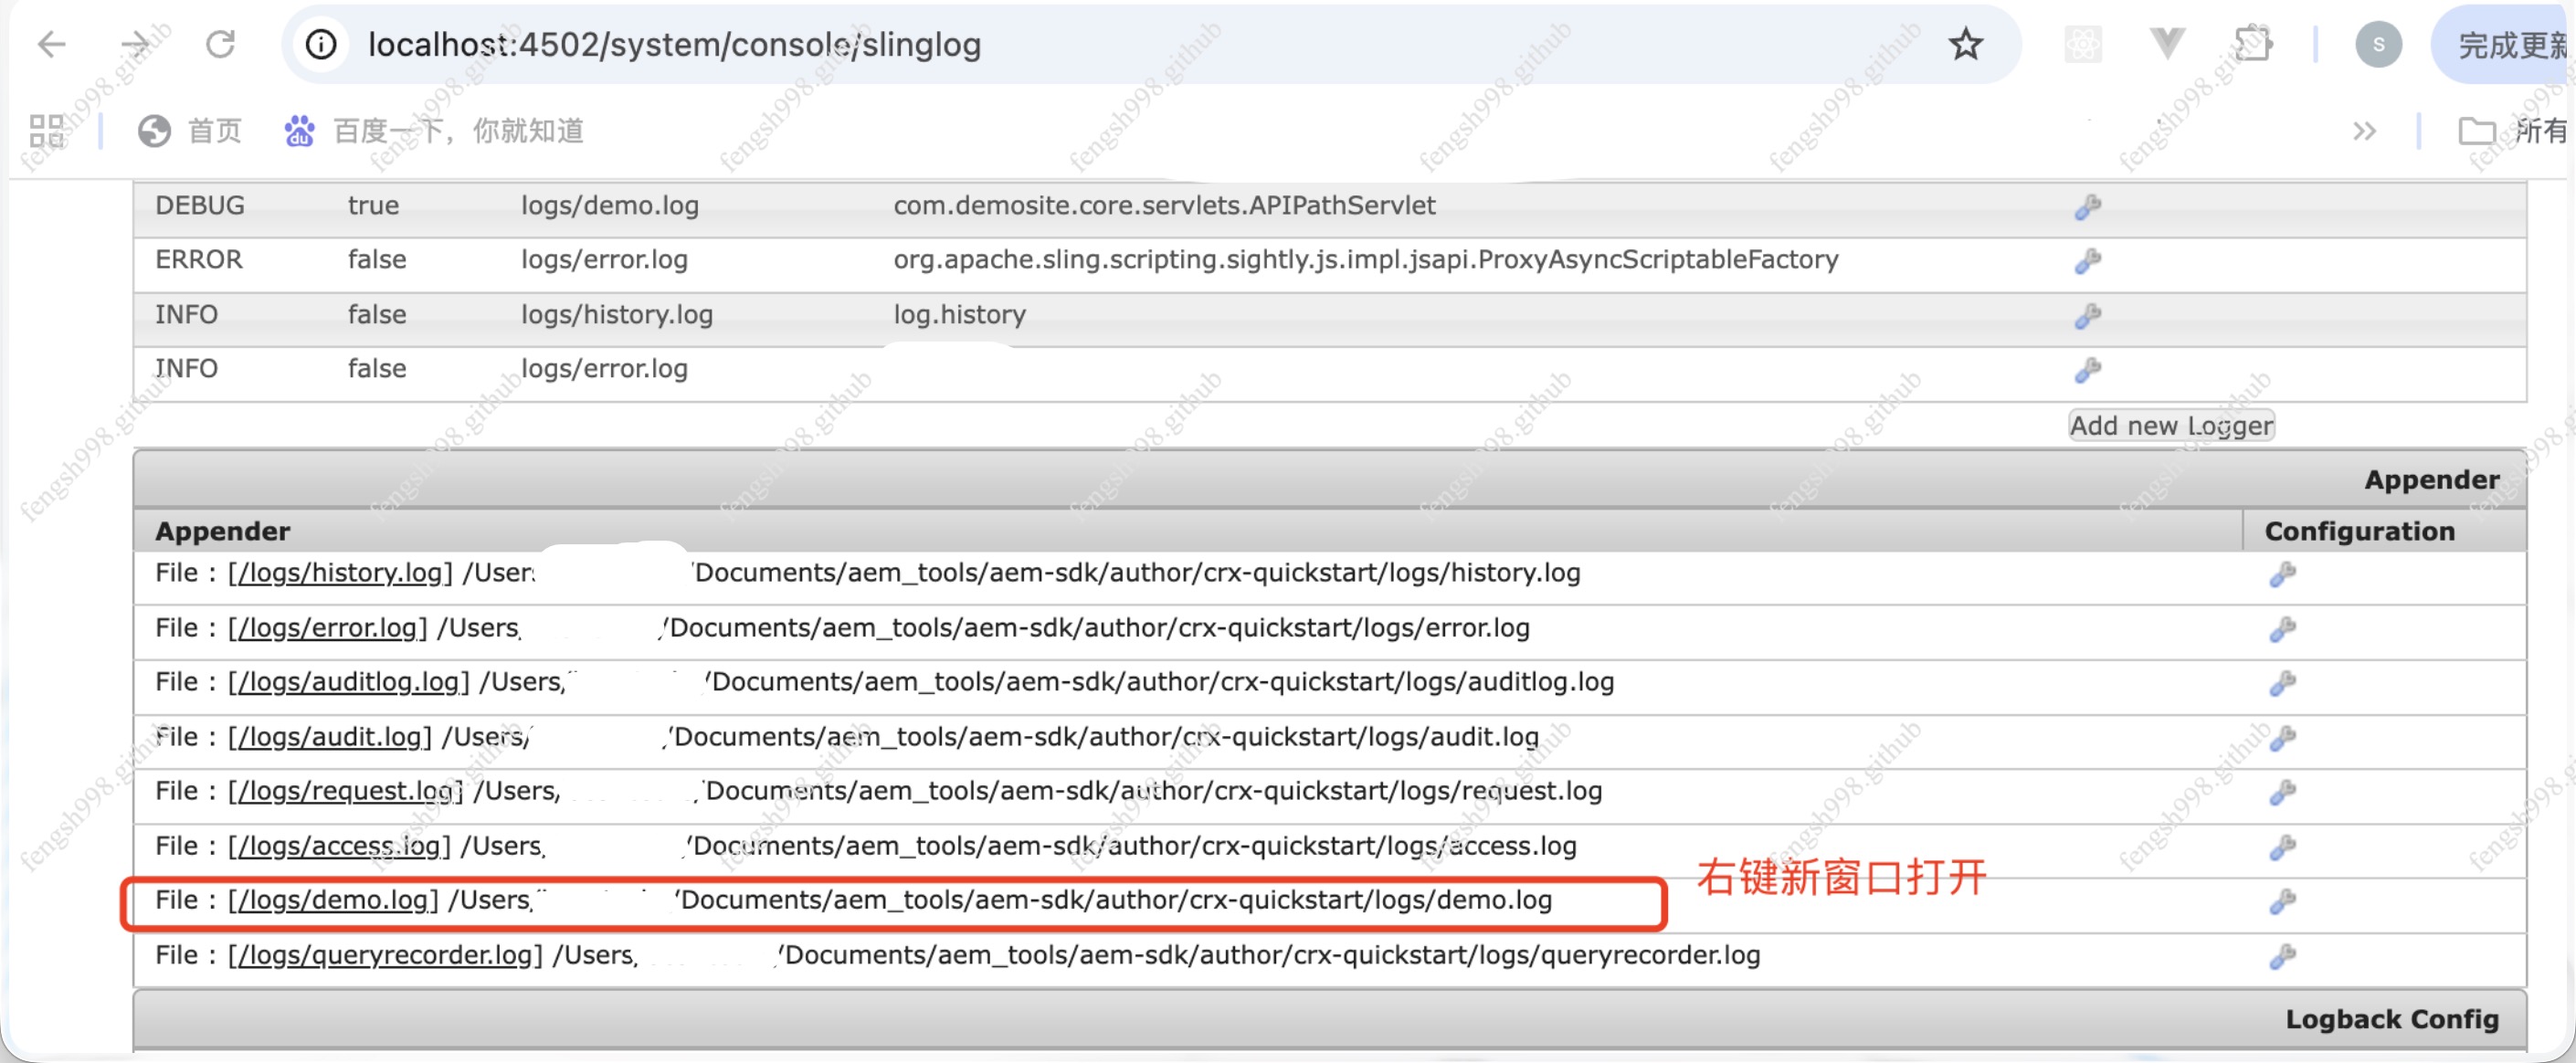 localhost:4502/system/console/slinglog
S
完成更新
首页
百度一下，你就知道
所有
DEBUG true logs/demo.log com.demosite.core.servlets.APIPathServlet
ERROR false logs/error.log org.apache.sling.scripting.sightly.js.impl.jsapi.ProxyAsyncScriptableFactory
INFO false logs/history.log log.history
INFO false logs/error.log
Add new Logger
Appender
Appender Configuration
File : [/logs/history.log] /Users /Documents/aem_tools/aem-sdk/author/crx-quickstart/logs/history.log
File : [/logs/error.log] /Users /Documents/aem_tools/aem-sdk/author/crx-quickstart/logs/error.log
File : [/logs/auditlog.log] /Users/ /Documents/aem_tools/aem-sdk/author/crx-quickstart/logs/auditlog.log
File : [/logs/audit.log] /Users/ /Documents/aem_tools/aem-sdk/author/crx-quickstart/logs/audit.log
File : [/logs/request.log] /Users/ /Documents/aem_tools/aem-sdk/author/crx-quickstart/logs/request.log
File : [/logs/access.log] /Users /Documents/aem_tools/aem-sdk/author/crx-quickstart/logs/access.log
右键新窗口打开
File : [/logs/demo.log] /Users/ /Documents/aem_tools/aem-sdk/author/crx-quickstart/logs/demo.log
File : [/logs/queryrecorder.log] /Users/ /Documents/aem_tools/aem-sdk/author/crx-quickstart/logs/queryrecorder.log
Logback Config
fengsh998.github